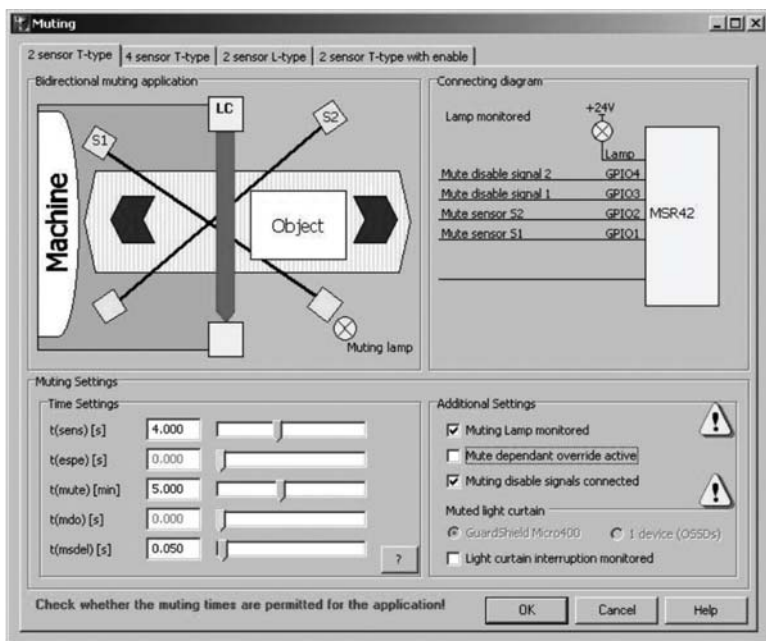 Muting
2 sensor T-type 4 sensor T-type 2 sensor L-type 2 sensor T-type with enable
Bidirectional muting application
LC
S1
S2
Machine
Object
Muting lamp
Connecting diagram
Lamp monitored
+24V
Lamp
Mute disable signal 2 GPIO4
Mute disable signal 1 GPIO3
Mute sensor S2 GPIO2
Mute sensor S1 GPIO1
MSR42
Muting Settings
Time Settings
t(sens) [s] 4.000
t(espe) [s] 0.000
t(mute) [min] 5.000
t(mdo) [s] 0.000
t(msdel) [s] 0.050
?
Additional Settings
Muting Lamp monitored
!
Mute dependant override active
Muting disable signals connected
!
Muted light curtain
GuardShield Micro400 1 device (OSSDs)
Light curtain interruption monitored
Check whether the muting times are permitted for the application!
OK Cancel Help